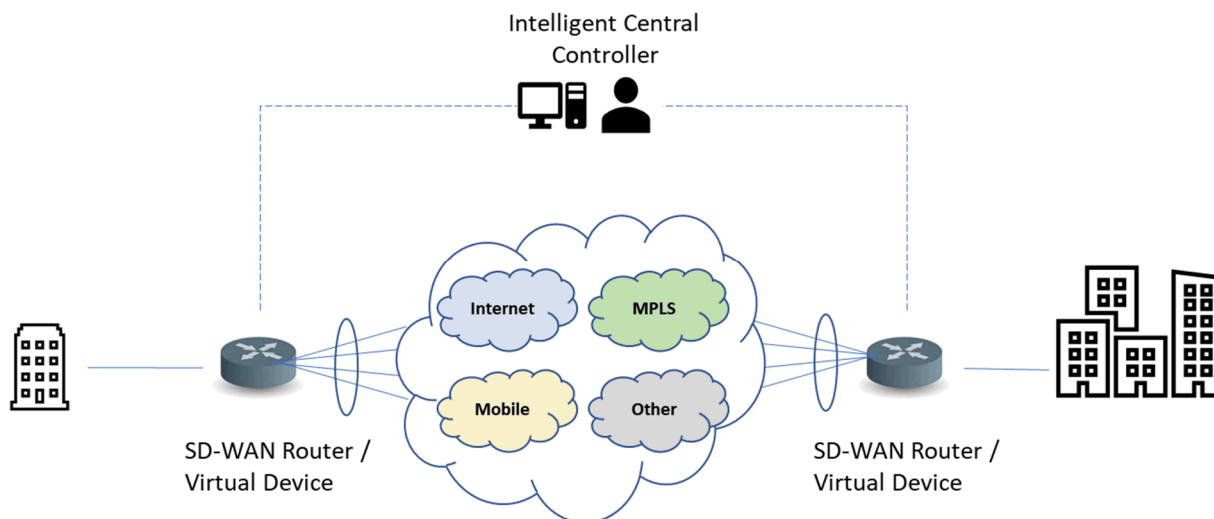 Intelligent Central
Controller
Internet
MPLS
Mobile
Other
SD-WAN Router /
Virtual Device
SD-WAN Router /
Virtual Device